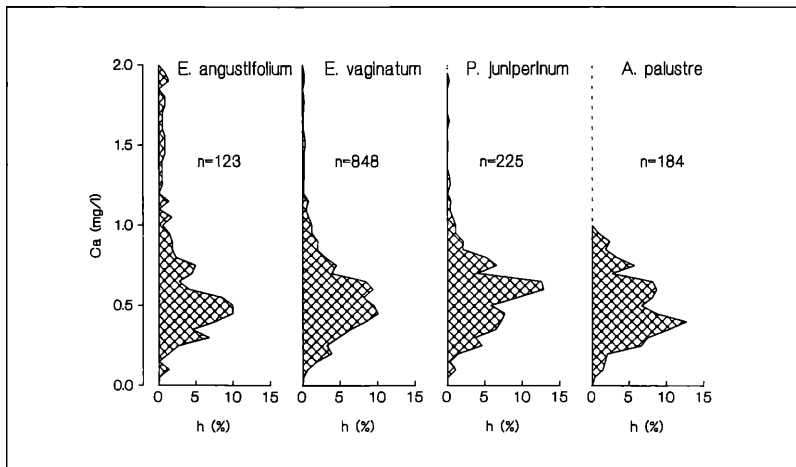 E. angustifolium
E. vaginatum
P. juniperinum
A. palustre
2.0
1.5
1.0
0.5
0.0
Ca (mg/l)
n=123
n=848
n=225
n=184
0 5 10 15
0 5 10 15
0 5 10 15
0 5 10 15
h (%)
h (%)
h (%)
h (%)